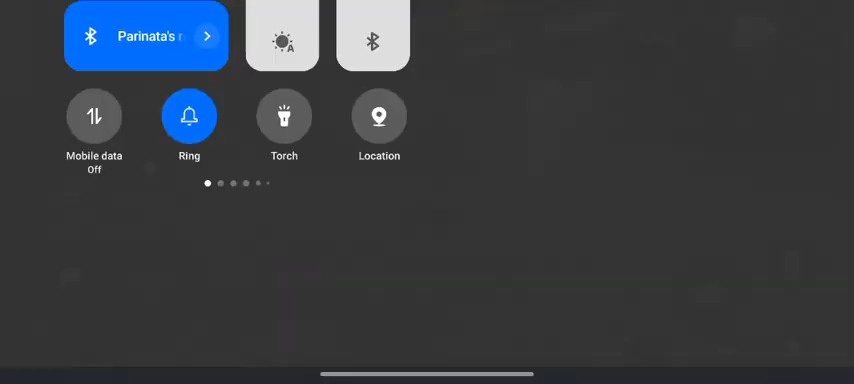 Parinata's
Mobile data
Off
Ring
Torch
Location